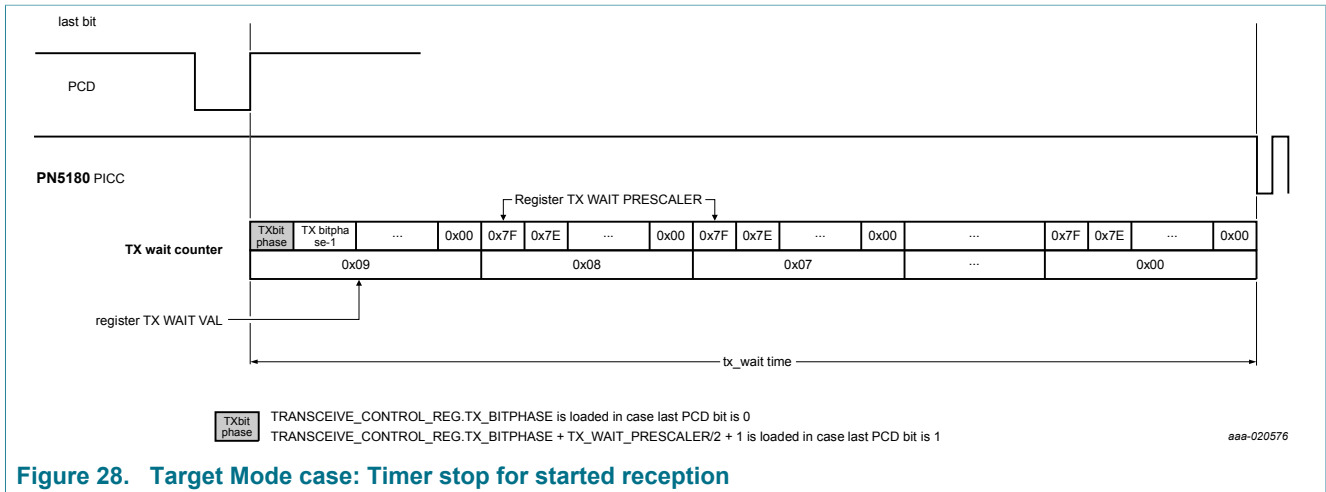 last bit
PCD
PN5180 PICC
Register TX WAIT PRESCALER
TX wait counter
TXbit phase TX bitpha se-1 ... 0x00 0x7F 0x7E ... 0x00 0x7F 0x7E ... 0x00 ... 0x7F 0x7E ... 0x00
0x09 0x08 0x07 ... 0x00
register TX WAIT VAL
tx_wait time
TXbit phase
TRANSCEIVE_CONTROL_REG.TX_BITPHASE is loaded in case last PCD bit is 0
TRANSCEIVE_CONTROL_REG.TX_BITPHASE + TX_WAIT_PRESCALER/2 + 1 is loaded in case last PCD bit is 1
aaa-020576
Figure 28. Target Mode case: Timer stop for started reception